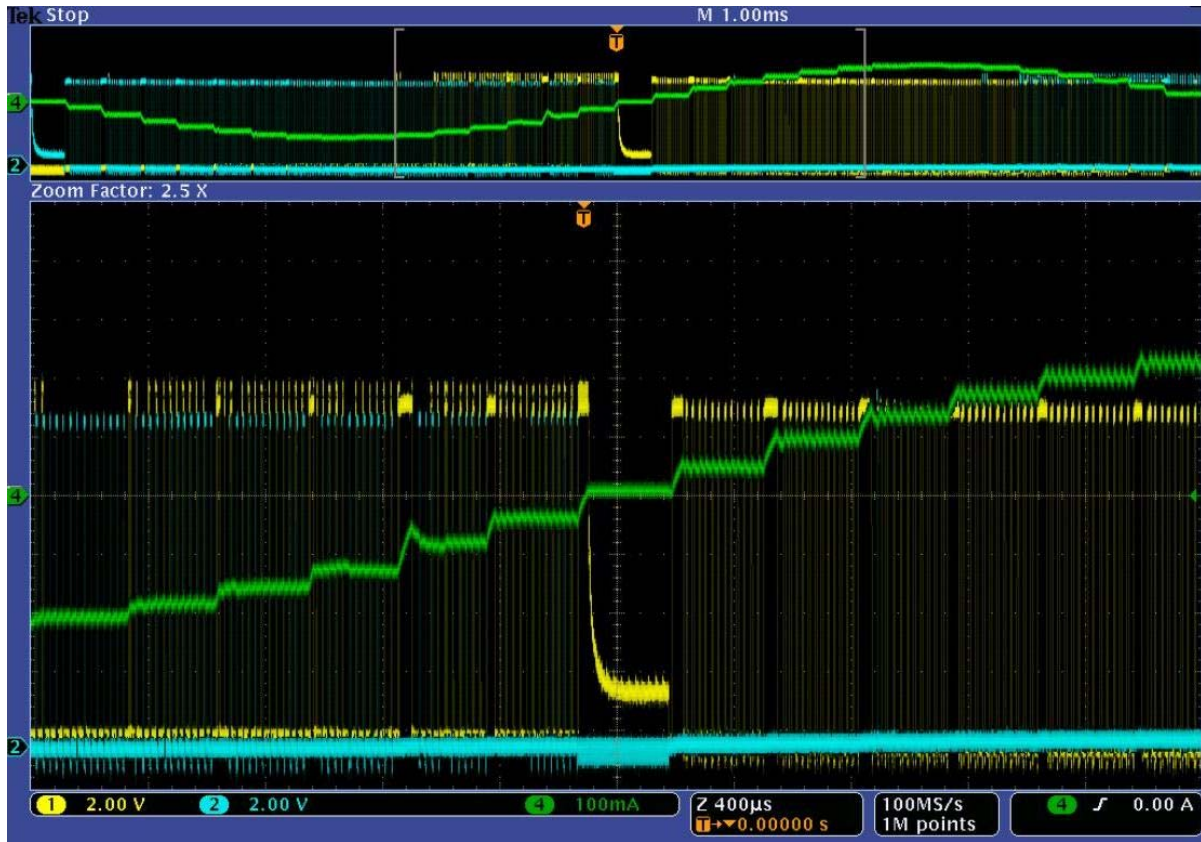 Tek Stop M 1.00ms
T
4
2
Zoom Factor: 2.5 X
T
4
2
1 2.00 V 2 2.00 V 4 100mA
Z 400µs
T→▼0.00000 s
100MS/s
1M points
4 ∫ 0.00 A